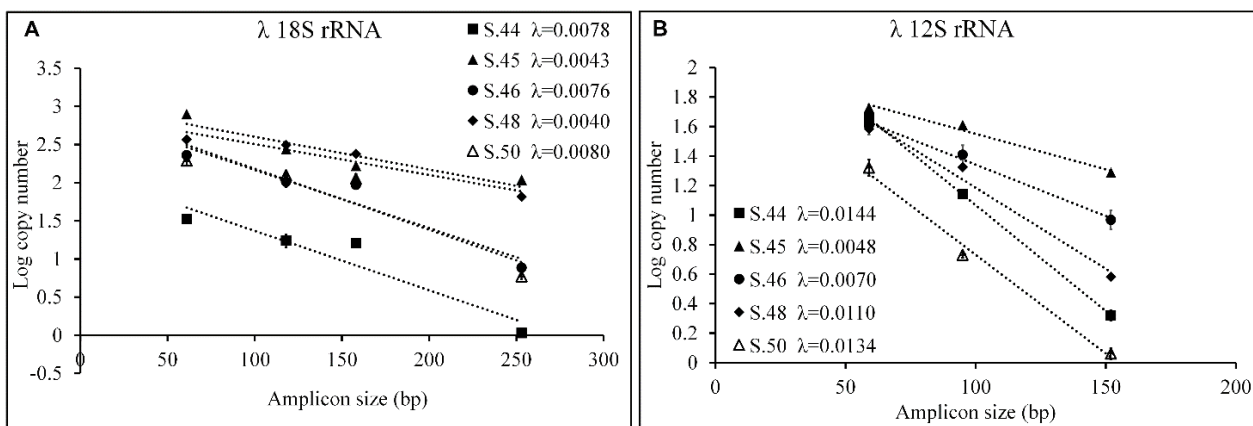 A
λ 18S rRNA
S.44 λ=0.0078
S.45 λ=0.0043
S.46 λ=0.0076
S.48 λ=0.0040
S.50 λ=0.0080
Log copy number
3.5
3
2.5
2
1.5
1
0.5
0
-0.5
0 50 100 150 200 250 300
Amplicon size (bp)
B
λ 12S rRNA
Log copy number
2
1.8
1.6
1.4
1.2
1
0.8
0.6
0.4
0.2
0
S.44 λ=0.0144
S.45 λ=0.0048
S.46 λ=0.0070
S.48 λ=0.0110
S.50 λ=0.0134
0 50 100 150 200
Amplicon size (bp)